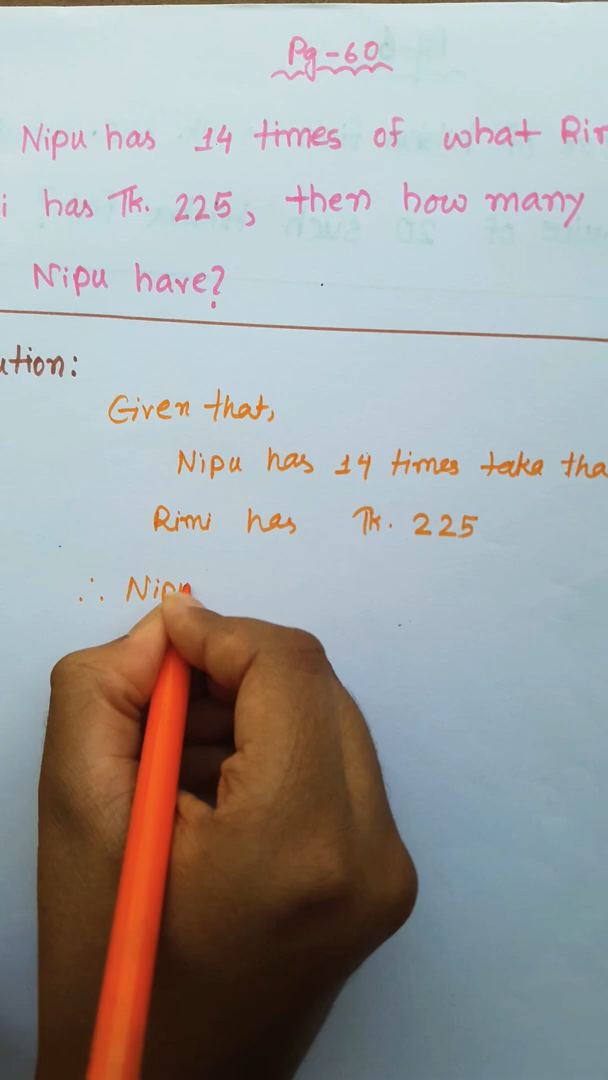 Pg-60
Nipu has 14 times of what
has Tk. 225, then how many
Nipu have?
Given that,
Nipu has 14 times taka
Rimi has Tk. 225
∴ Nipu